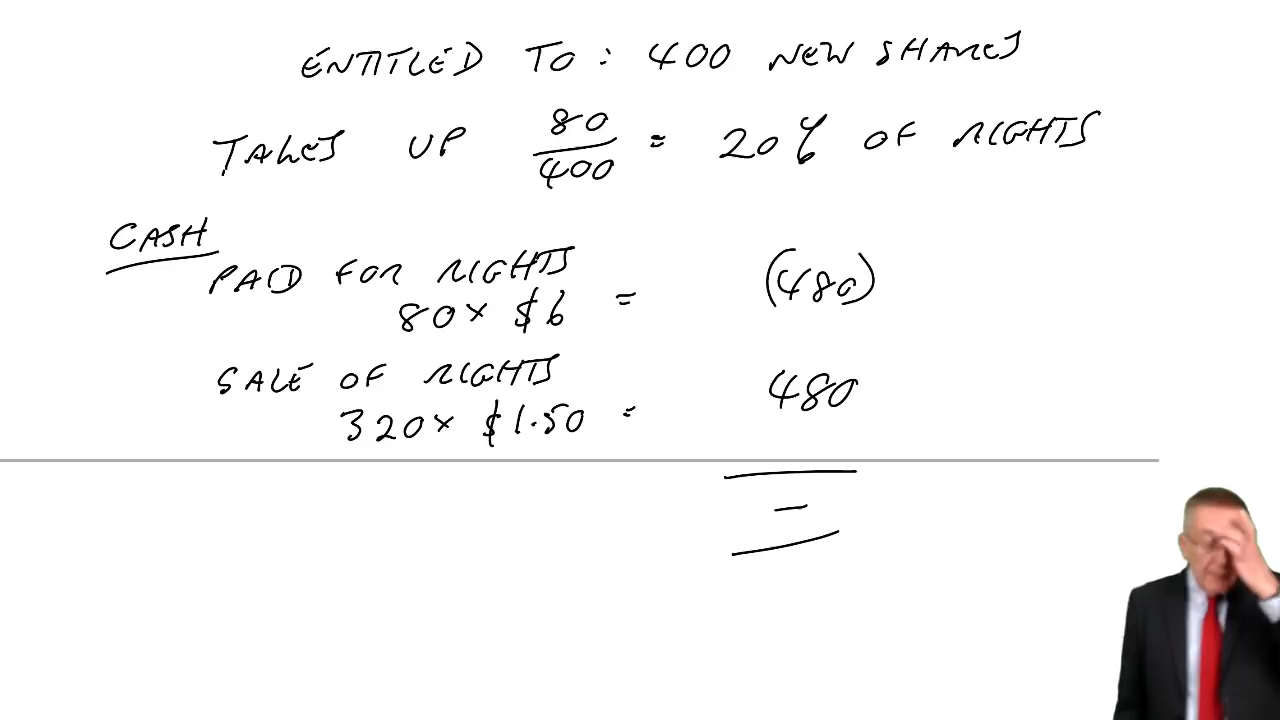 ENTITLED TO: 400 NEW SHARES
TAKES UP 80/400 = 20% OF RIGHTS
CASH
PAID FOR RIGHTS
80 x $6 = (480)
SALE OF RIGHTS
320 x $1.50 = 480
–